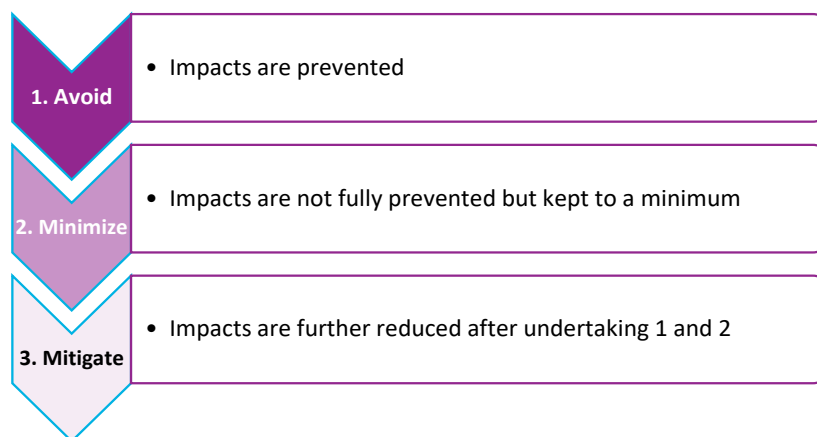 1. Avoid
• Impacts are prevented
2. Minimize
• Impacts are not fully prevented but kept to a minimum
3. Mitigate
• Impacts are further reduced after undertaking 1 and 2